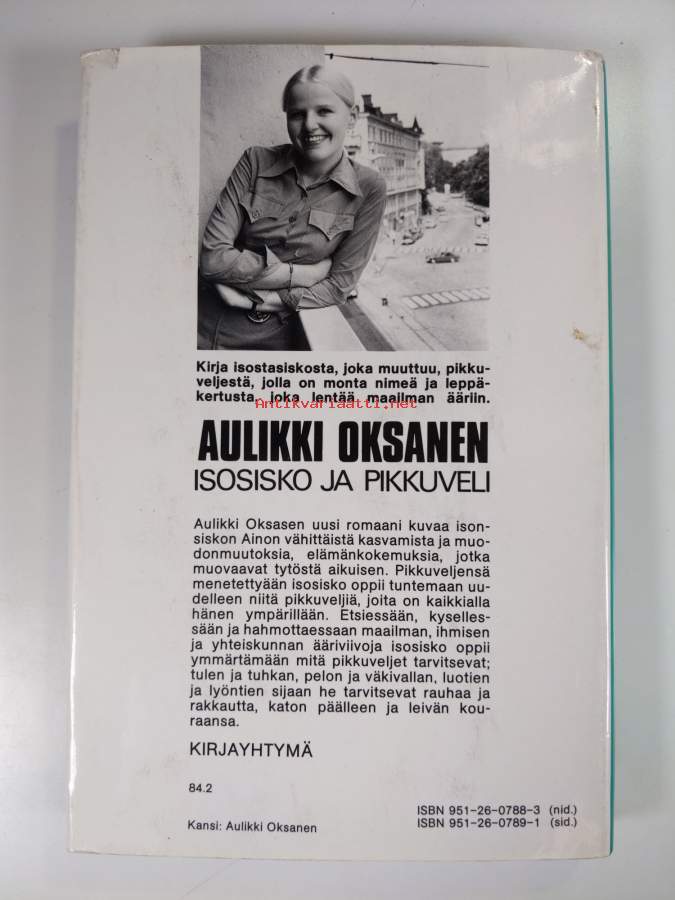 Kirja isostasiskosta, joka muuttuu, pikku-
veljestä, jolla on monta nimeä ja leppä-
kertusta, joka lentää maailman ääriin.
Antikvariaatti.net
AULIKKI OKSANEN
ISOSISKO JA PIKKUVELI
Aulikki Oksasen uusi romaani kuvaa ison-
siskon Ainon vähittäistä kasvamista ja muo-
donmuutoksia, elämänkokemuksia, jotka
muovaavat tytöstä aikuisen. Pikkuveljensä
menetettyään isosisko oppii tuntemaan uu-
delleen niitä pikkuveljiä, joita on kaikkialla
hänen ympärillään. Etsiessään, kyselles-
sään ja hahmottaessaan maailman, ihmisen
ja yhteiskunnan ääriviivoja isosisko oppii
ymmärtämään mitä pikkuveljet tarvitsevat;
tulen ja tuhkan, pelon ja väkivallan, luotien
ja lyöntien sijaan he tarvitsevat rauhaa ja
rakkautta, katon päälleen ja leivän kou-
raansa.
KIRJAYHTYMÄ
84.2
ISBN 951-26-0788-3 (nid.)
ISBN 951-26-0789-1 (sid.)
Kansi: Aulikki Oksanen